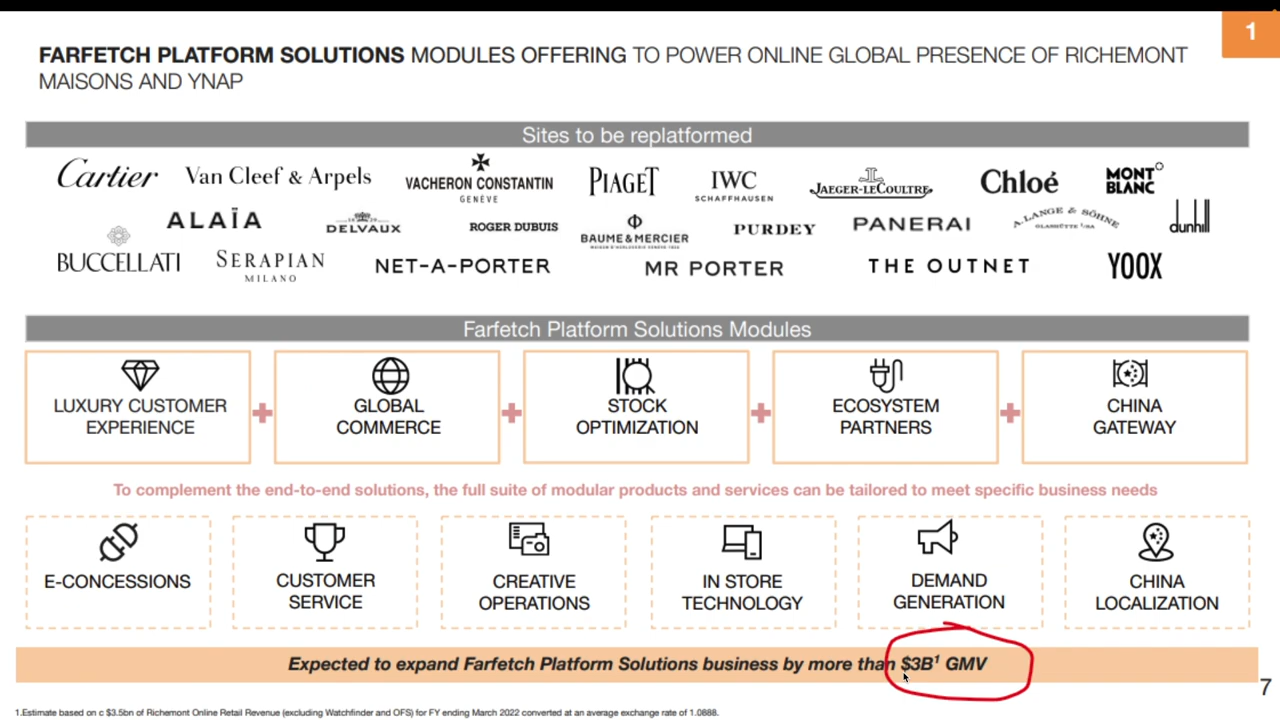 1
FARFETCH PLATFORM SOLUTIONS MODULES OFFERING TO POWER ONLINE GLOBAL PRESENCE OF RICHEMONT
MAISONS AND YNAP
Sites to be replatformed
Cartier Van Cleef & Arpels VACHERON CONSTANTIN GENÈVE PIAGET IWC SCHAFFHAUSEN JAEGER-LECOULTRE Chloé MONT BLANC
ALAÏA DELVAUX ROGER DUBUIS BAUME & MERCIER PURDEY PANERAI A. LANGE & SÖHNE dunhill
BUCCELLATI SERAPIAN MILANO NET-A-PORTER MR PORTER THE OUTNET YOOX
Farfetch Platform Solutions Modules
LUXURY CUSTOMER EXPERIENCE
GLOBAL COMMERCE
STOCK OPTIMIZATION
ECOSYSTEM PARTNERS
CHINA GATEWAY
To complement the end-to-end solutions, the full suite of modular products and services can be tailored to meet specific business needs
E-CONCESSIONS
CUSTOMER SERVICE
CREATIVE OPERATIONS
IN STORE TECHNOLOGY
DEMAND GENERATION
CHINA LOCALIZATION
Expected to expand Farfetch Platform Solutions business by more than $3B¹ GMV
7
1.Estimate based on c $3.5bn of Richemont Online Retail Revenue (excluding Watchfinder and OFS) for FY ending March 2022 converted at an average exchange rate of 1.0888.